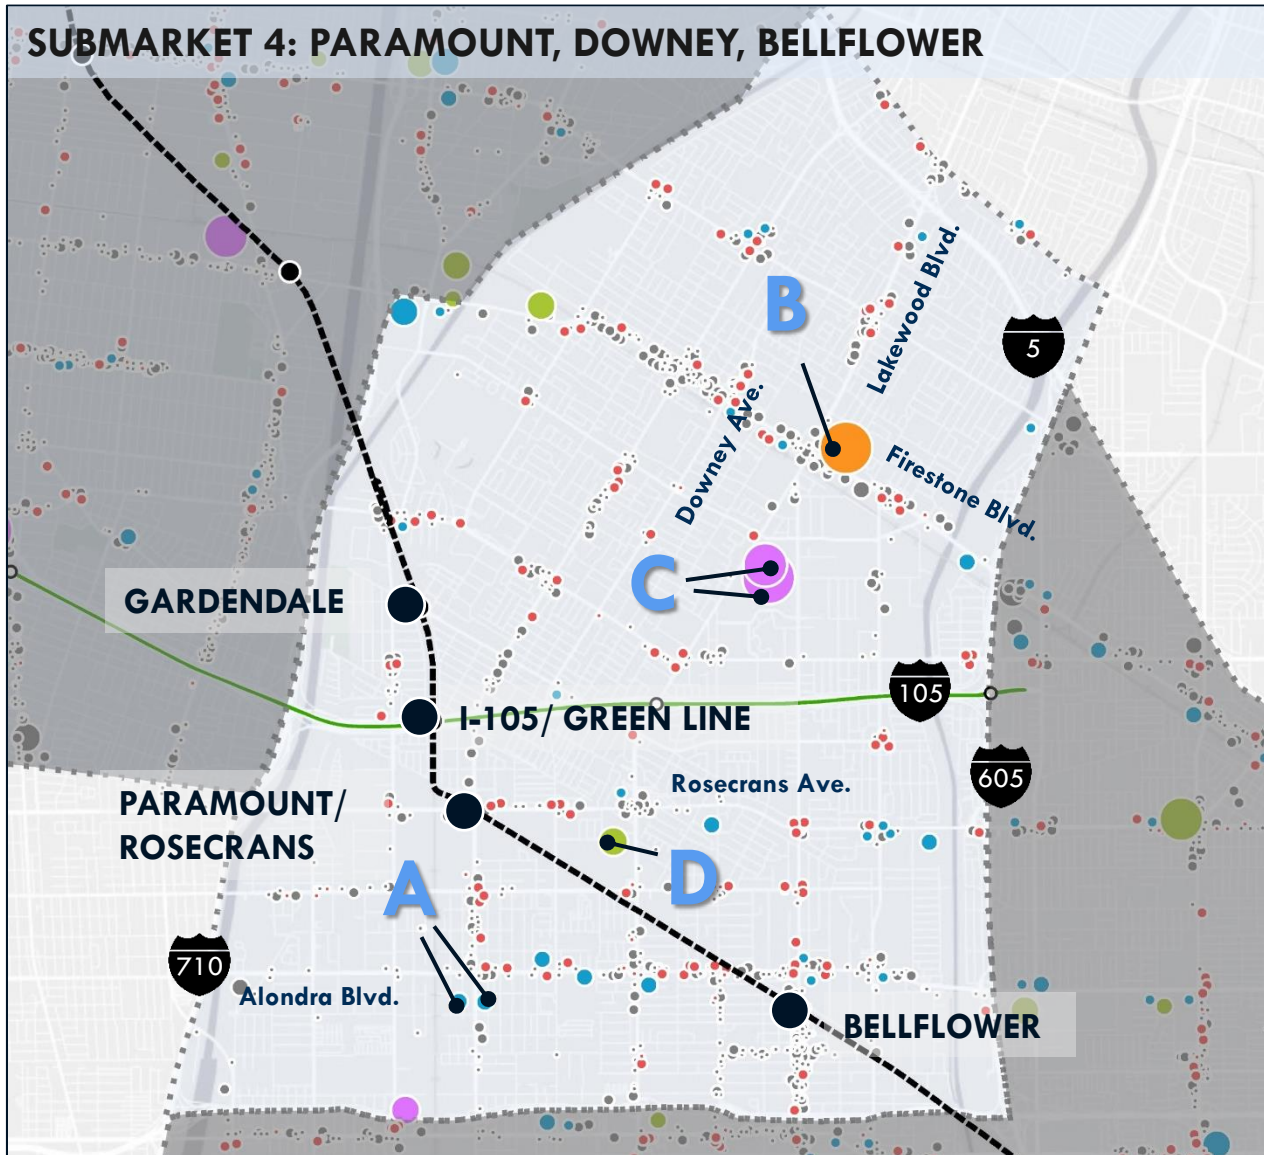 SUBMARKET 4: PARAMOUNT, DOWNEY, BELLFLOWER
B
Lakewood Blvd.
5
Downey Ave.
Firestone Blvd.
C
GARDENDALE
105
I-105/ GREEN LINE
605
PARAMOUNT/
ROSECRANS
Rosecrans Ave.
A
D
710
Alondra Blvd.
BELLFLOWER